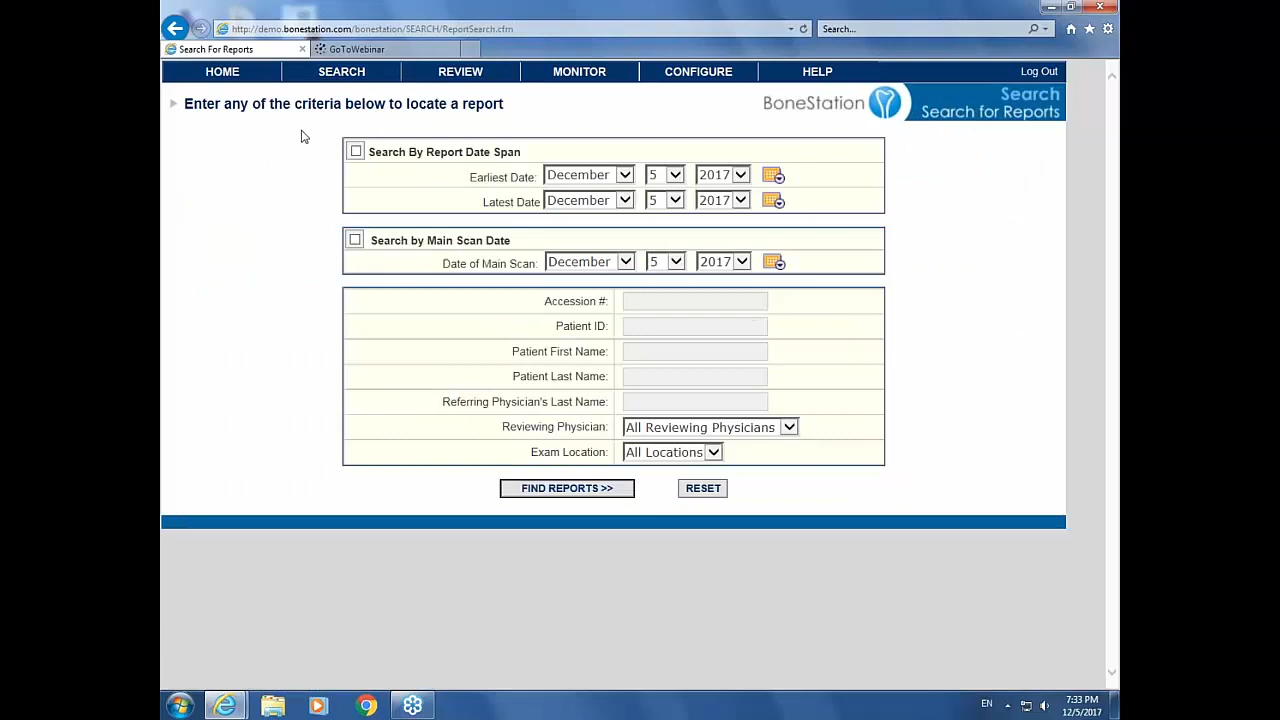 http://demo.bonestation.com/bonestation/SEARCH/ReportSearch.cfm
Search...
Search For Reports
GoToWebinar
HOME SEARCH REVIEW MONITOR CONFIGURE HELP Log Out
Enter any of the criteria below to locate a report
BoneStation
Search
Search for Reports
Search By Report Date Span
Earliest Date: December 5 2017
Latest Date December 5 2017
Search by Main Scan Date
Date of Main Scan: December 5 2017
Accession #:
Patient ID:
Patient First Name:
Patient Last Name:
Referring Physician's Last Name:
Reviewing Physician: All Reviewing Physicians
Exam Location: All Locations
FIND REPORTS >> RESET
EN
7:33 PM
12/5/2017